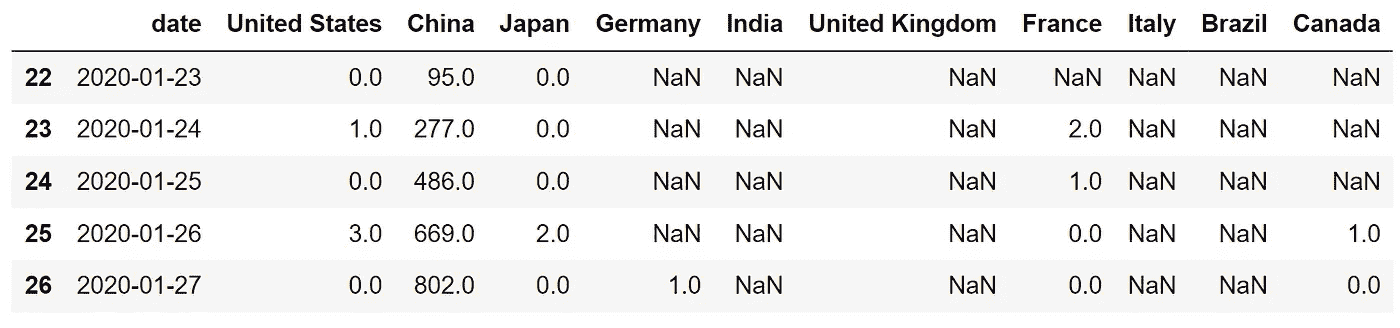 date United States China Japan Germany India United Kingdom France Italy Brazil Canada
22 2020-01-23 0.0 95.0 0.0 NaN NaN NaN NaN NaN NaN NaN
23 2020-01-24 1.0 277.0 0.0 NaN NaN NaN 2.0 NaN NaN NaN
24 2020-01-25 0.0 486.0 0.0 NaN NaN NaN 1.0 NaN NaN NaN
25 2020-01-26 3.0 669.0 2.0 NaN NaN NaN 0.0 NaN NaN 1.0
26 2020-01-27 0.0 802.0 0.0 1.0 NaN NaN 0.0 NaN NaN 0.0